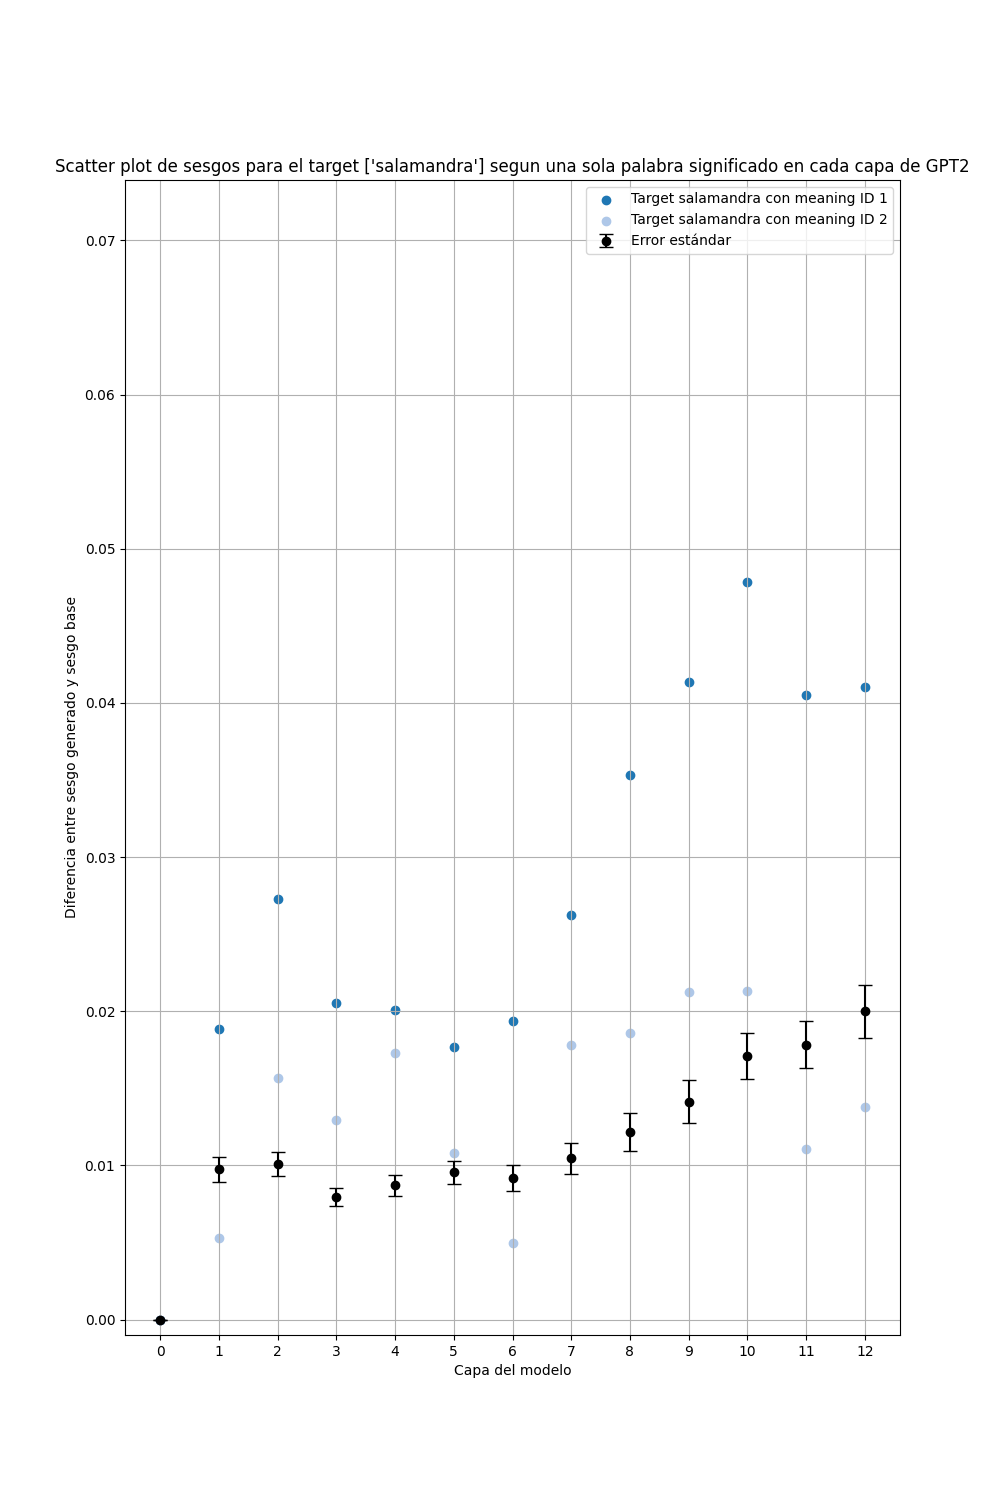 Scatter plot de sesgos para el target ['salamandra'] segun una sola palabra significado en cada capa de GPT2
Target salamandra con meaning ID 1
Target salamandra con meaning ID 2
Error estándar
0.07
0.06
0.05
0.04
0.03
0.02
0.01
0.00
Diferencia entre sesgo generado y sesgo base
0 1 2 3 4 5 6 7 8 9 10 11 12
Capa del modelo